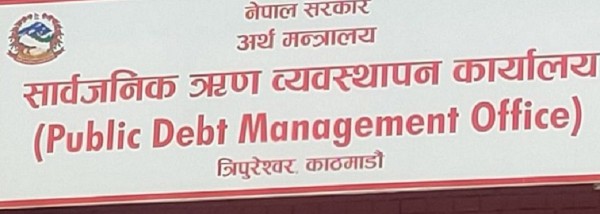 नेपाल सरकार
अर्थ मन्त्रालय
सार्वजनिक ऋण व्यवस्थापन कार्यालय
(Public Debt Management Office)
त्रिपुरेश्वर, काठमाडौं